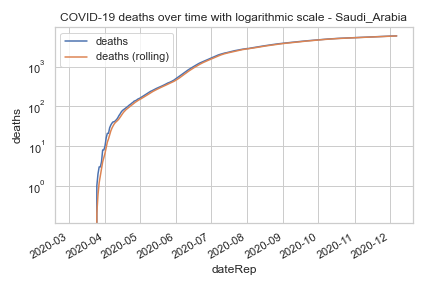 COVID-19 deaths over time with logarithmic scale - Saudi_Arabia
deaths
deaths (rolling)
10³
10²
10¹
10⁰
deaths
2020-03
2020-04
2020-05
2020-06
2020-07
2020-08
2020-09
2020-10
2020-11
2020-12
dateRep